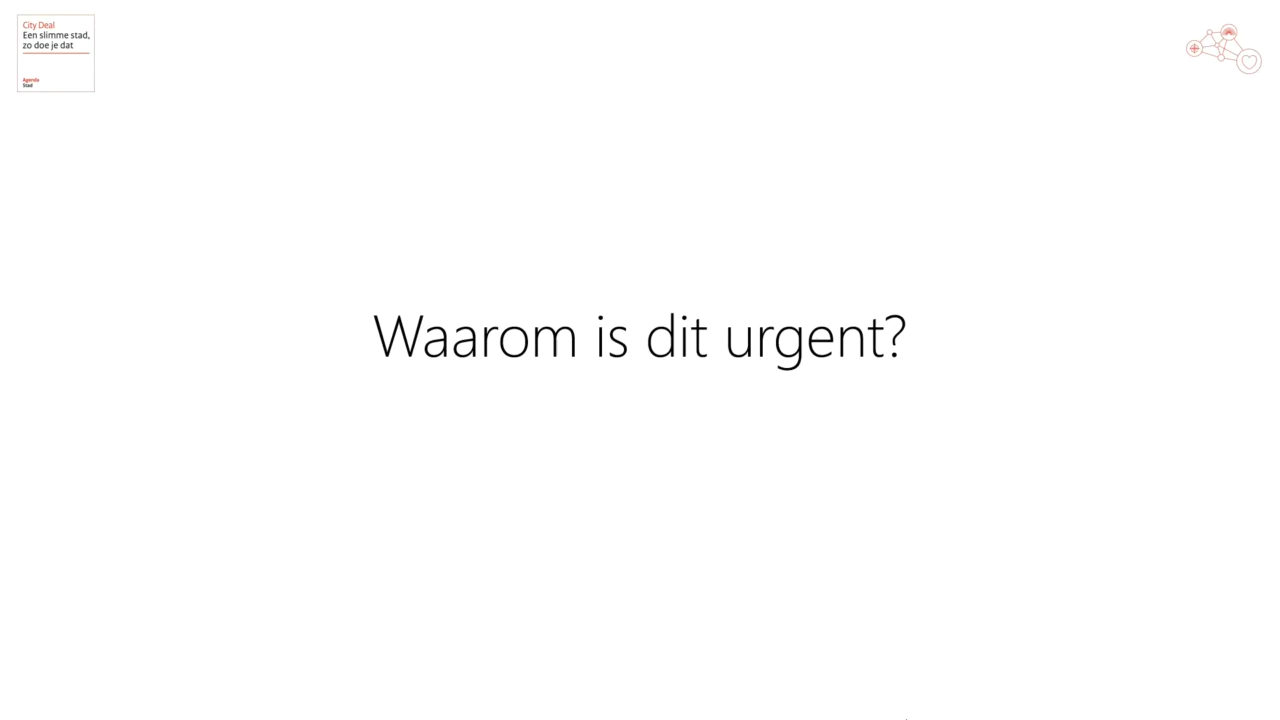 City Deal
Een slimme stad,
zo doe je dat
Agenda
Stad
Waarom is dit urgent?